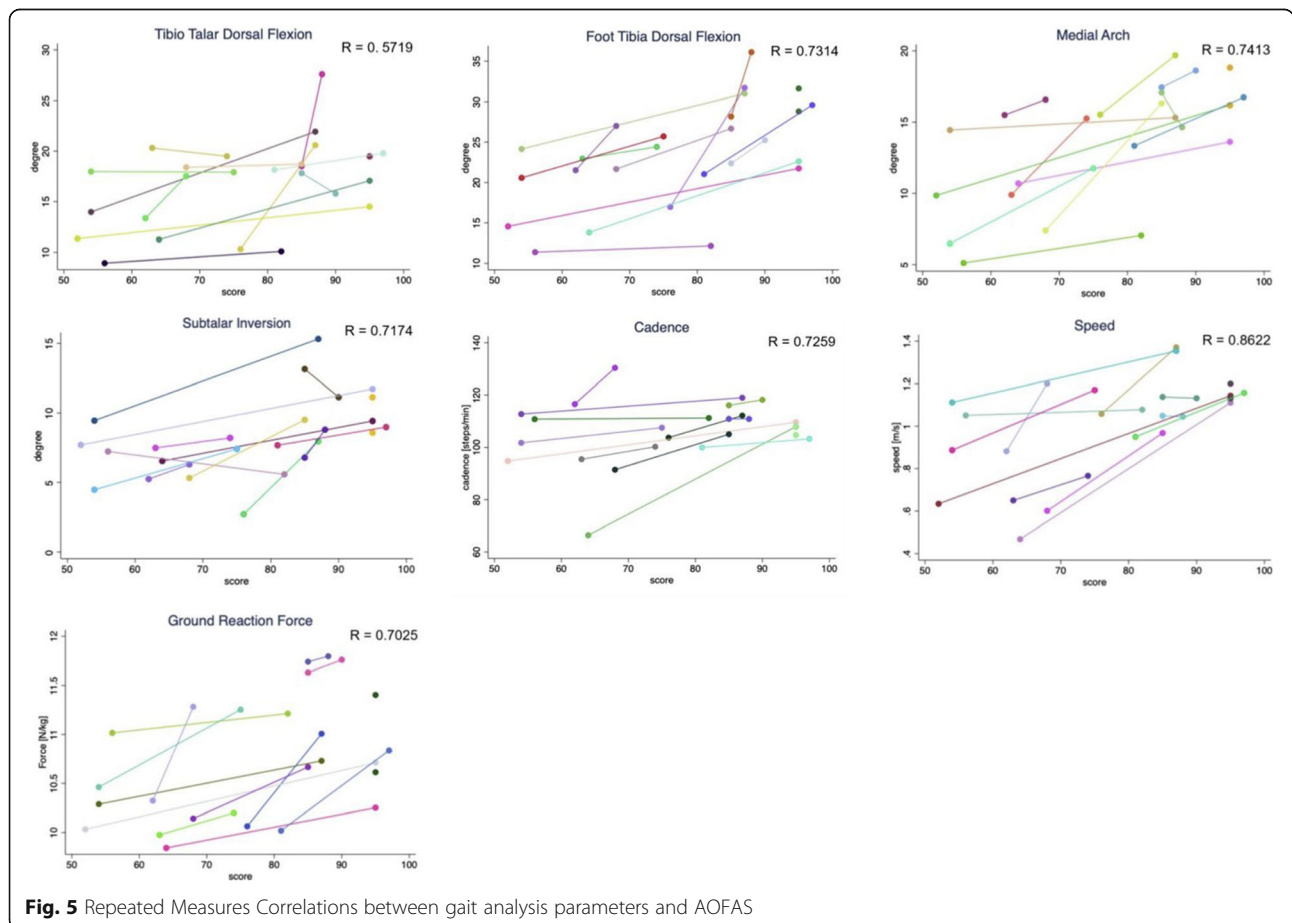 Tibio Talar Dorsal Flexion
R = 0. 5719
30
25
20
15
10
degree
50 60 70 80 90 100
score
Foot Tibia Dorsal Flexion
R = 0.7314
35
30
25
20
15
10
degree
50 60 70 80 90 100
score
Medial Arch
R = 0.7413
20
15
10
5
degree
50 60 70 80 90 100
score
Subtalar Inversion
R = 0.7174
15
10
5
0
degree
50 60 70 80 90 100
score
Cadence
R = 0.7259
140
120
100
80
60
cadence [steps/min]
50 60 70 80 90 100
score
Speed
R = 0.8622
1.4
1.2
1
.8
.6
.4
speed [m/s]
50 60 70 80 90 100
score
Ground Reaction Force
R = 0.7025
12
11.5
11
10.5
10
Force [N/kg]
50 60 70 80 90 100
score
Fig. 5 Repeated Measures Correlations between gait analysis parameters and AOFAS